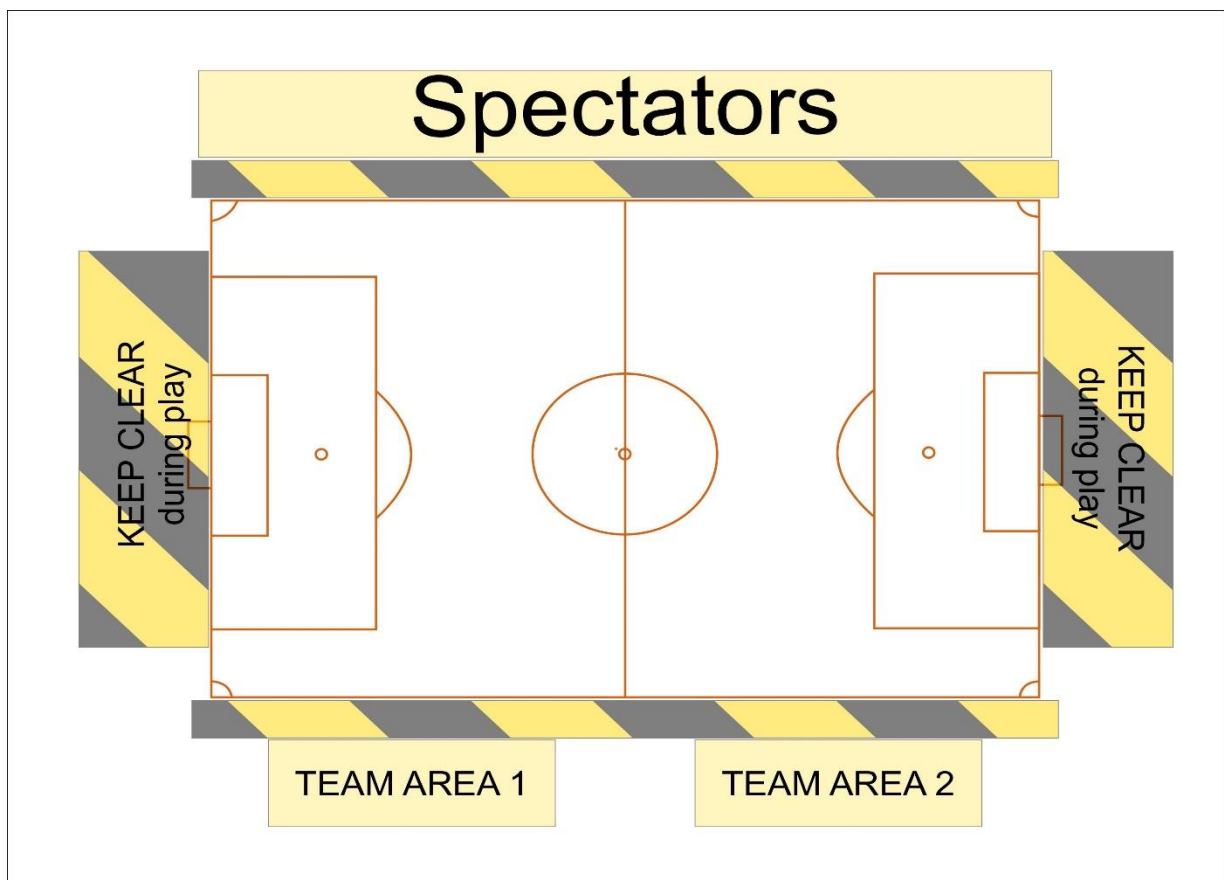 Spectators
KEEP CLEAR
during play
KEEP CLEAR
during play
TEAM AREA 1
TEAM AREA 2